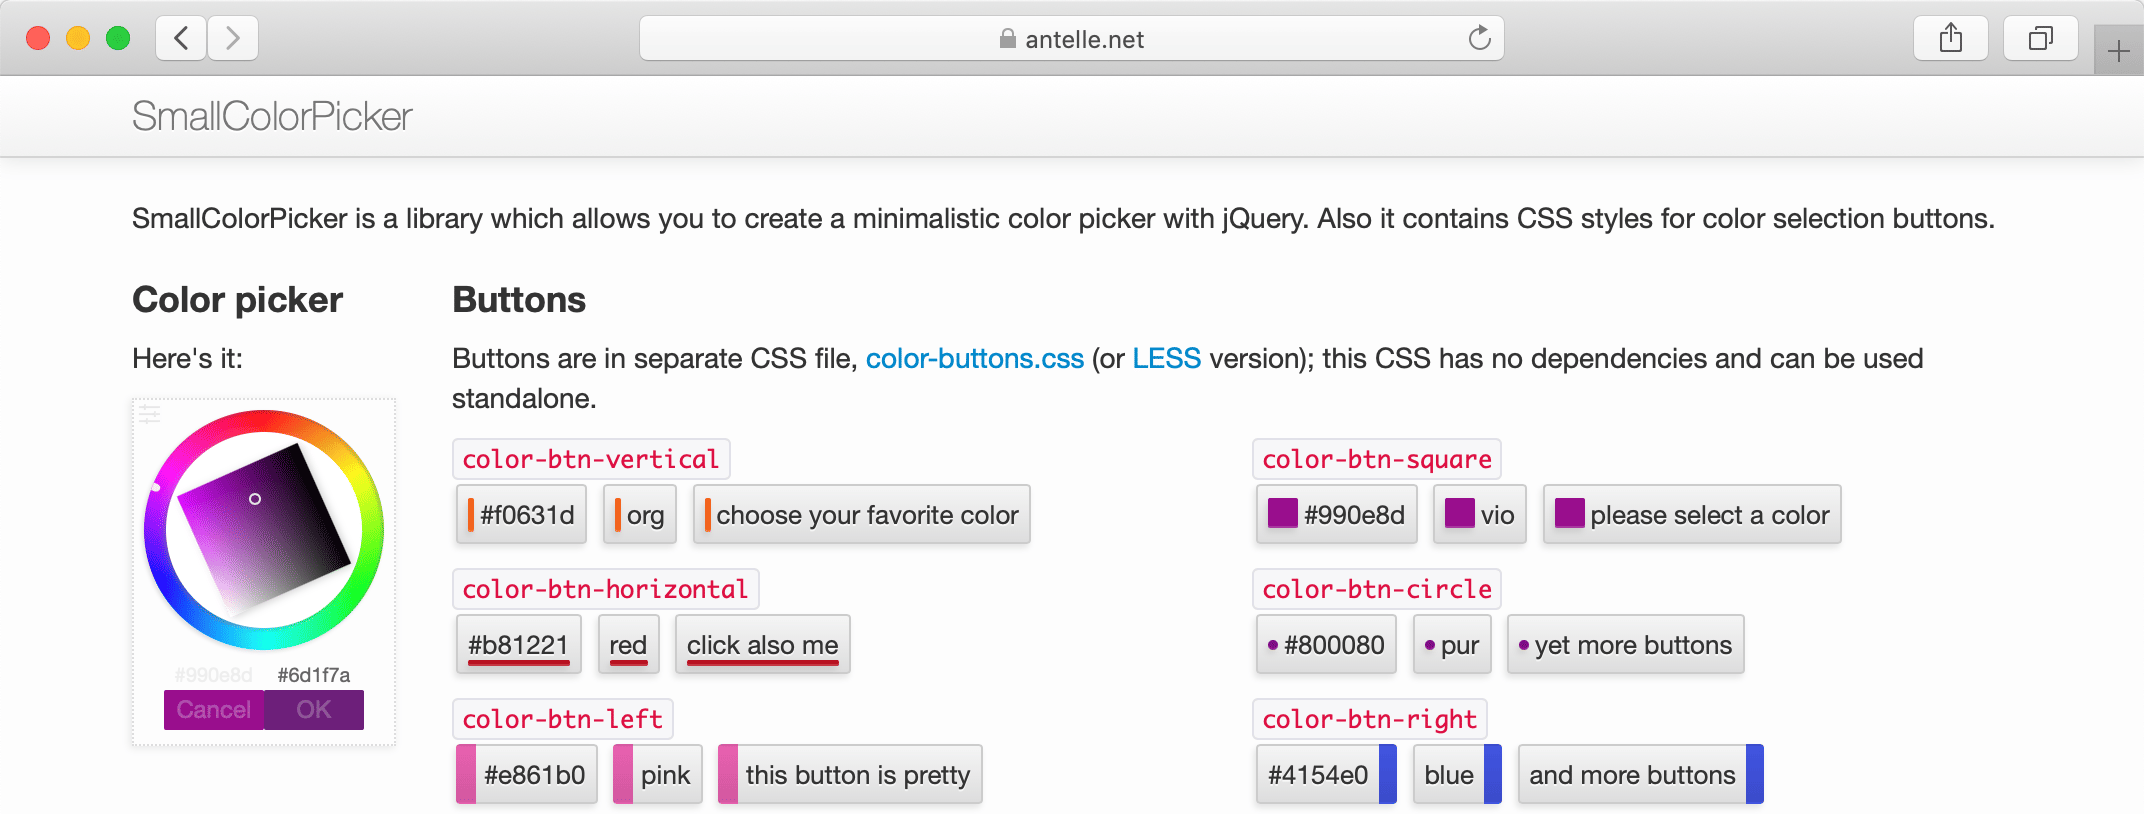 antelle.net
SmallColorPicker
SmallColorPicker is a library which allows you to create a minimalistic color picker with jQuery. Also it contains CSS styles for color selection buttons.
Color picker
Here's it:
#990e8d #6d1f7a
Cancel OK
Buttons
Buttons are in separate CSS file, color-buttons.css (or LESS version); this CSS has no dependencies and can be used
standalone.
color-btn-vertical
#f0631d org choose your favorite color
color-btn-horizontal
#b81221 red click also me
color-btn-left
#e861b0 pink this button is pretty
color-btn-square
#990e8d vio please select a color
color-btn-circle
#800080 pur yet more buttons
color-btn-right
#4154e0 blue and more buttons